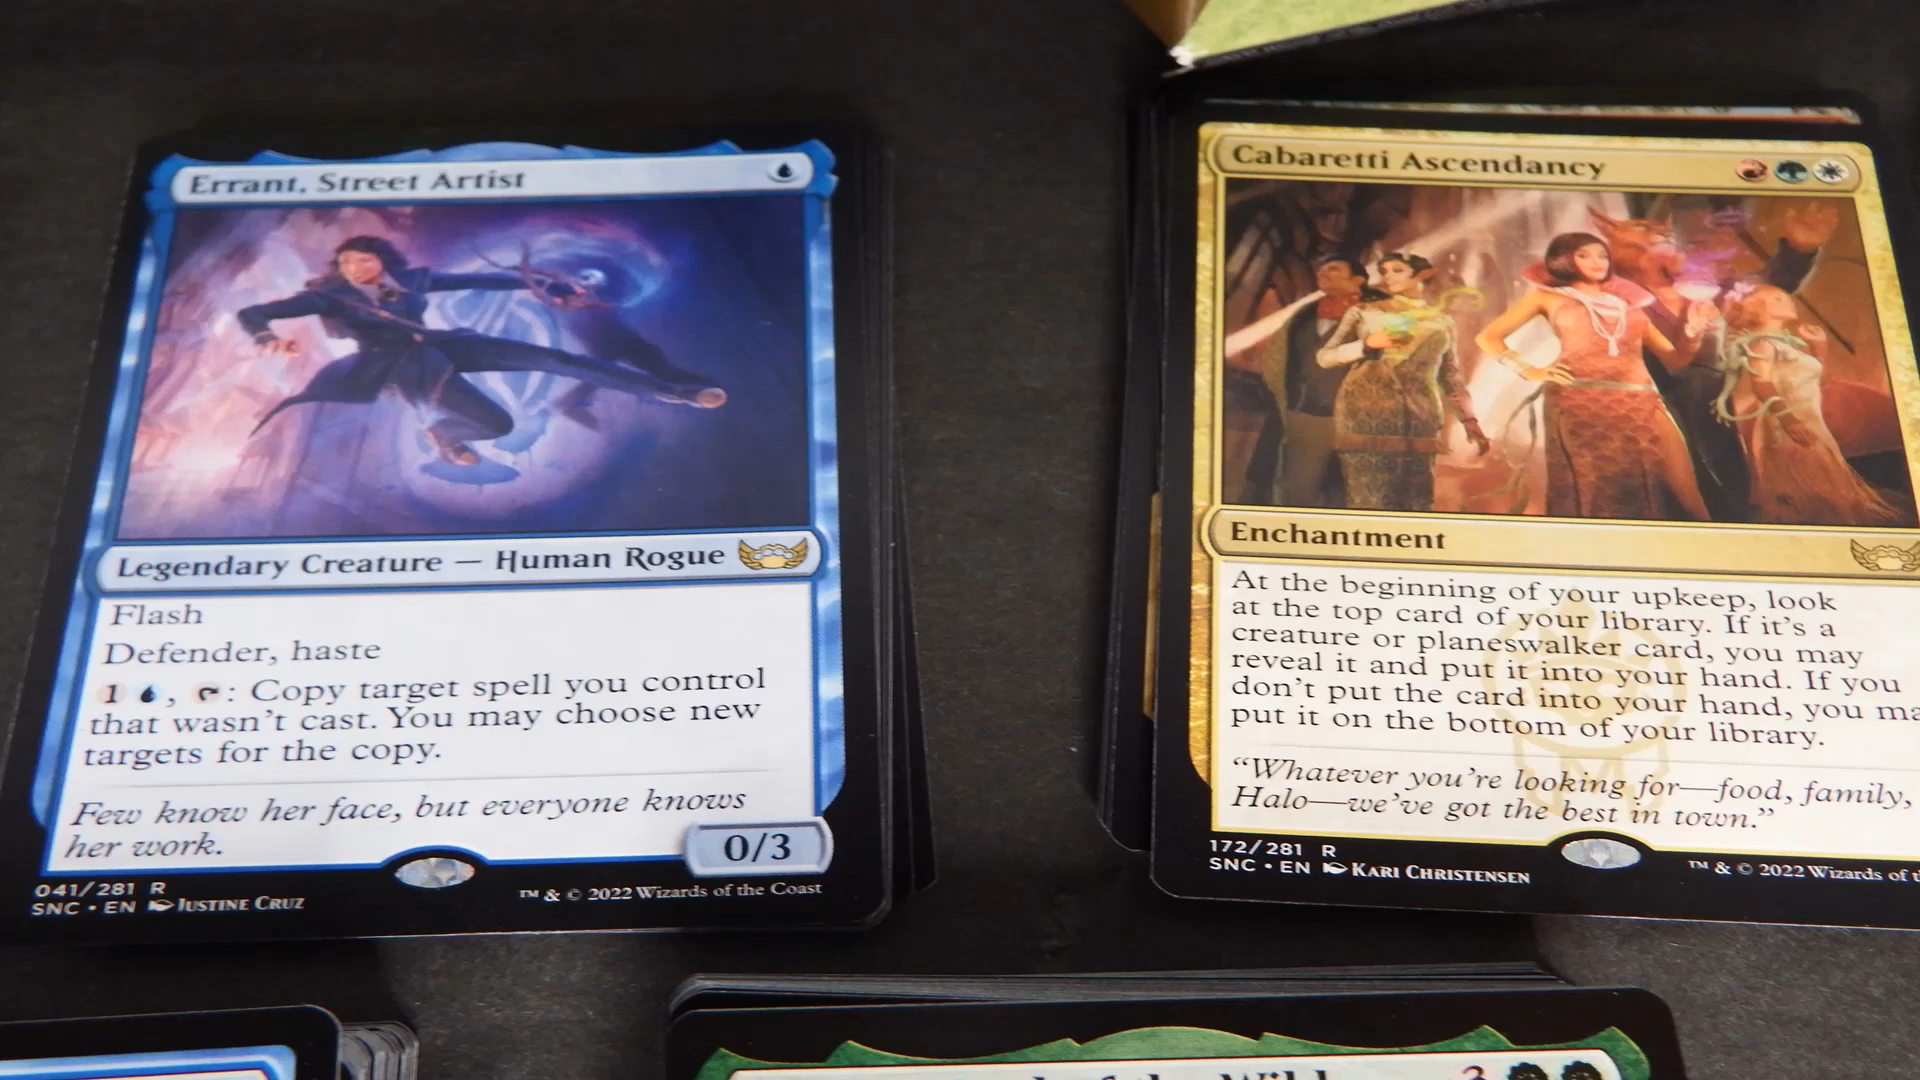 Errant, Street Artist
Legendary Creature — Human Rogue
Flash
Defender, haste
1 , : Copy target spell you control
that wasn't cast. You may choose new
targets for the copy.
Few know her face, but everyone knows
her work.
0/3
041/281 R
SNC • EN Justine Cruz
™ & © 2022 Wizards of the Coast
Cabaretti Ascendancy
Enchantment
At the beginning of your upkeep, look
at the top card of your library. If it's a
creature or planeswalker card, you may
reveal it and put it into your hand. If you
don't put the card into your hand, you
put it on the bottom of your library.
"Whatever you're looking for—food, family,
Halo—we've got the best in town."
172/281 R
SNC • EN Kari Christensen
™ & © 2022 Wizards of
of the Wild
3